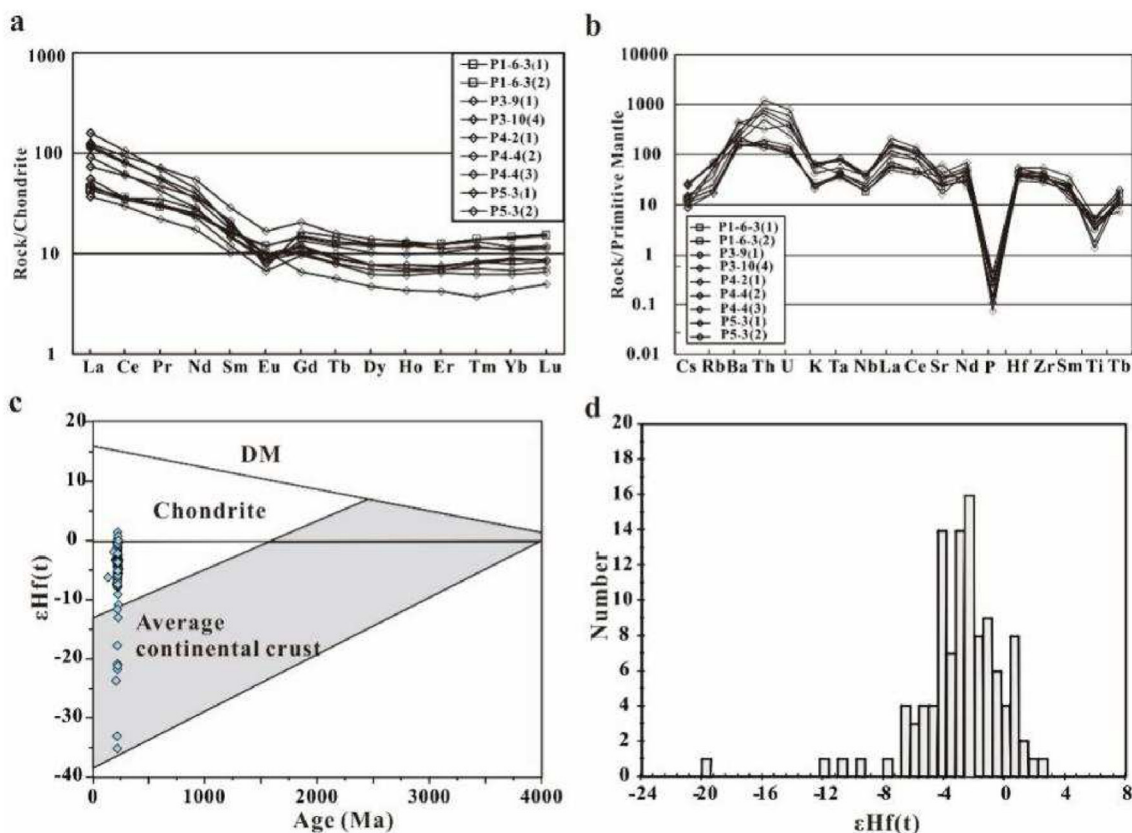 a
1000
100
10
1
Rock/Chondrite
P1-6-3(1)
P1-6-3(2)
P3-9(1)
P3-10(4)
P4-2(1)
P4-4(2)
P4-4(3)
P5-3(1)
P5-3(2)
La Ce Pr Nd Sm Eu Gd Tb Dy Ho Er Tm Yb Lu
b
10000
1000
100
10
1
0.1
0.01
Rock/Primitive Mantle
P1-6-3(1)
P1-6-3(2)
P3-9(1)
P3-10(4)
P4-2(1)
P4-4(2)
P4-4(3)
P5-3(1)
P5-3(2)
Cs Rb Ba Th U K Ta Nb La Ce Sr Nd P Hf Zr Sm Ti Tb
c
20
10
0
-10
-20
-30
-40
εHf(t)
DM
Chondrite
Average
continental crust
0 1000 2000 3000 4000
Age (Ma)
d
20
18
16
14
12
10
8
6
4
2
0
Number
-24 -20 -16 -12 -8 -4 0 4 8
εHf(t)